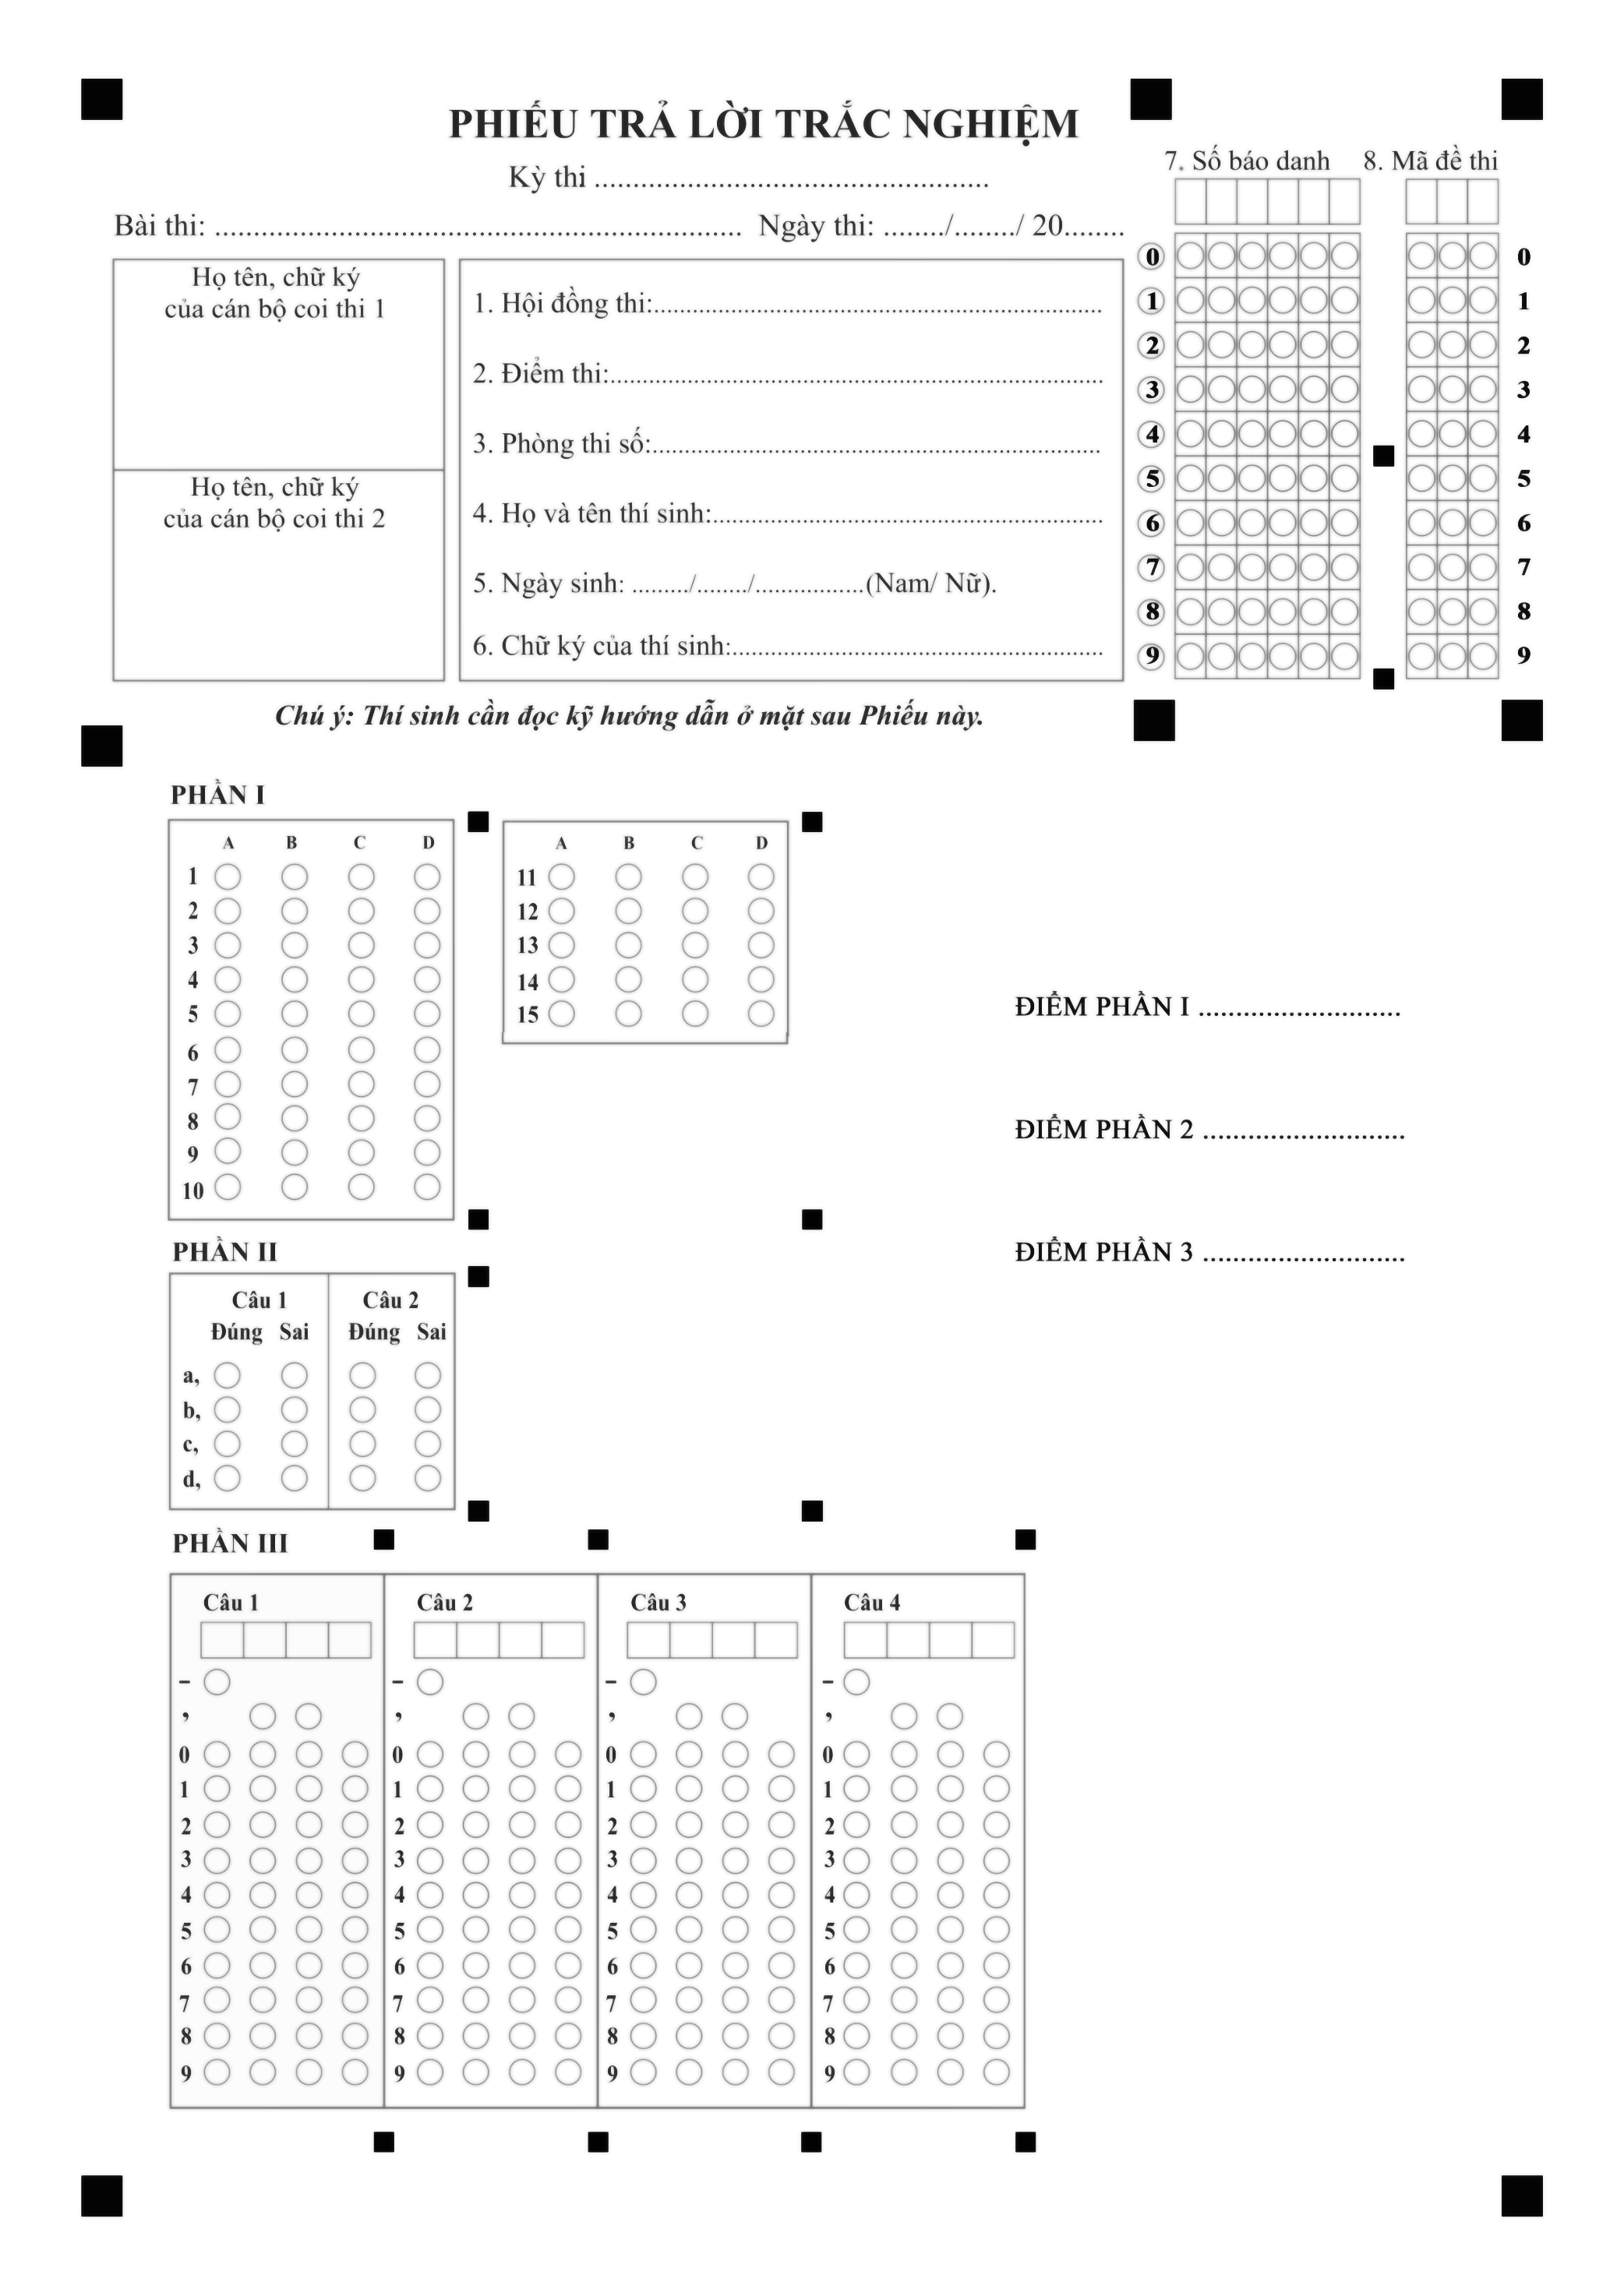 PHIẾU TRẢ LỜI TRẮC NGHIỆM
Kỳ thi ...................................................
Bài thi: .................................................................... Ngày thi: ......../......../ 20........
7. Số báo danh
8. Mã đề thi
Họ tên, chữ ký
của cán bộ coi thi 1
Họ tên, chữ ký
của cán bộ coi thi 2
1. Hội đồng thi:......................................................................
2. Điểm thi:.............................................................................
3. Phòng thi số:......................................................................
4. Họ và tên thí sinh:.............................................................
5. Ngày sinh: ........./......../.................(Nam/ Nữ).
6. Chữ ký của thí sinh:..........................................................
0 0
1 1
2 2
3 3
4 4
5 5
6 6
7 7
8 8
9 9
Chú ý: Thí sinh cần đọc kỹ hướng dẫn ở mặt sau Phiếu này.
PHẦN I
A B C D
1
2
3
4
5
6
7
8
9
10
A B C D
11
12
13
14
15
ĐIỂM PHẦN I ...........................
ĐIỂM PHẦN 2 ...........................
ĐIỂM PHẦN 3 ...........................
PHẦN II
Câu 1 Câu 2
Đúng Sai Đúng Sai
a,
b,
c,
d,
PHẦN III
Câu 1 Câu 2 Câu 3 Câu 4
– – – –
, , , ,
0 0 0 0
1 1 1 1
2 2 2 2
3 3 3 3
4 4 4 4
5 5 5 5
6 6 6 6
7 7 7 7
8 8 8 8
9 9 9 9